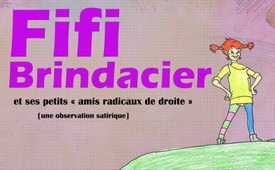 Fifi
Brindacier
et ses petits « amis radicaux de droite »
[une observation satirique]